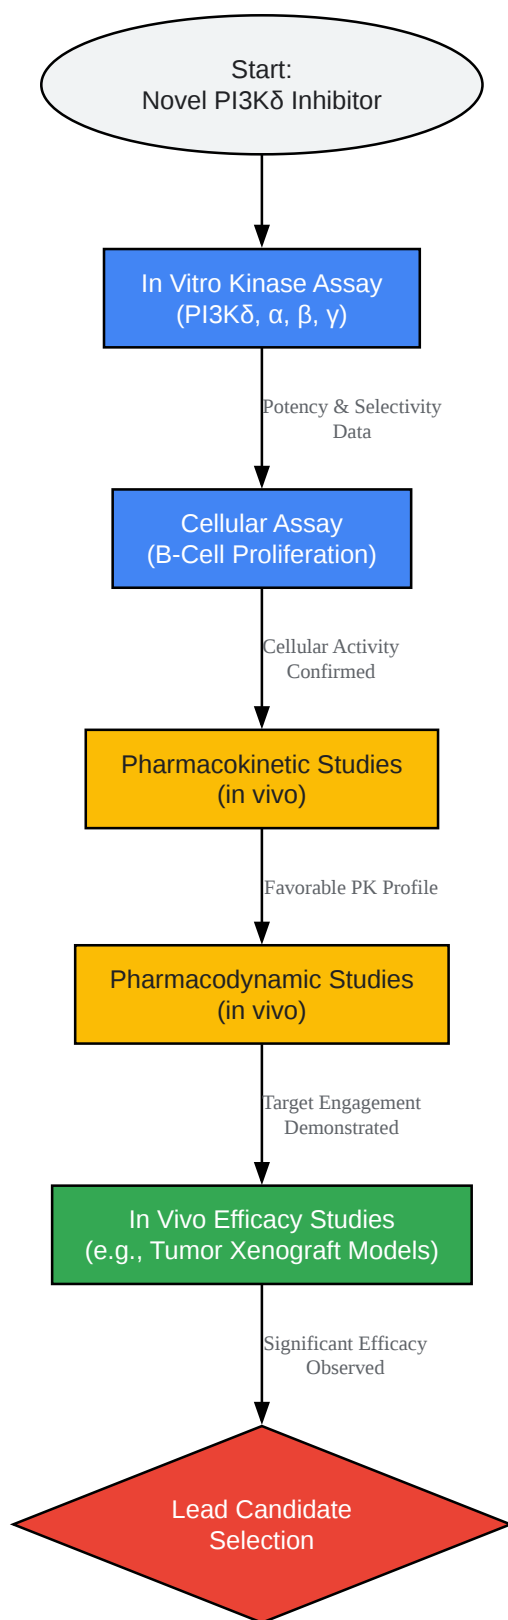 Start:
Novel PI3Kδ Inhibitor
In Vitro Kinase Assay
(PI3Kδ, α, β, γ)
Potency & Selectivity
Data
Cellular Assay
(B-Cell Proliferation)
Cellular Activity
Confirmed
Pharmacokinetic Studies
(in vivo)
Favorable PK Profile
Pharmacodynamic Studies
(in vivo)
Target Engagement
Demonstrated
In Vivo Efficacy Studies
(e.g., Tumor Xenograft Models)
Significant Efficacy
Observed
Lead Candidate
Selection